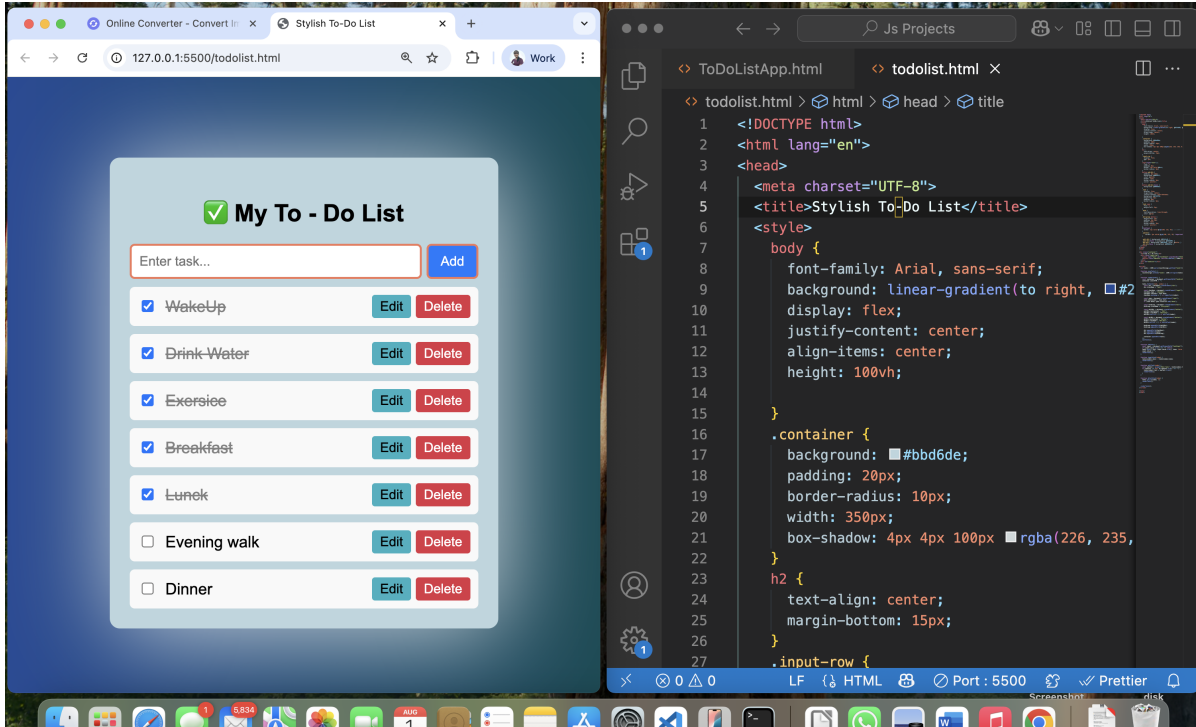 Online Converter - Convert In
Stylish To-Do List
127.0.0.1:5500/todolist.html
Work
✅ My To - Do List
Enter task...
Add
WakeUp
Edit
Delete
Drink Water
Edit
Delete
Exersice
Edit
Delete
Breakfast
Edit
Delete
Lunck
Edit
Delete
Evening walk
Edit
Delete
Dinner
Edit
Delete
Js Projects
ToDoListApp.html
todolist.html
todolist.html > html > head > title
1 <!DOCTYPE html>
2 <html lang="en">
3 <head>
4 <meta charset="UTF-8">
5 <title>Stylish To-Do List</title>
6 <style>
7 body {
8 font-family: Arial, sans-serif;
9 background: linear-gradient(to right, #2
10 display: flex;
11 justify-content: center;
12 align-items: center;
13 height: 100vh;
14
15 }
16 .container {
17 background: #bbd6de;
18 padding: 20px;
19 border-radius: 10px;
20 width: 350px;
21 box-shadow: 4px 4px 100px rgba(226, 235,
22 }
23 h2 {
24 text-align: center;
25 margin-bottom: 15px;
26 }
27 .input-row {
1
1
0 0 LF {} HTML Port : 5500 Prettier
Screenshot
disk
1
5,834
AUG
1